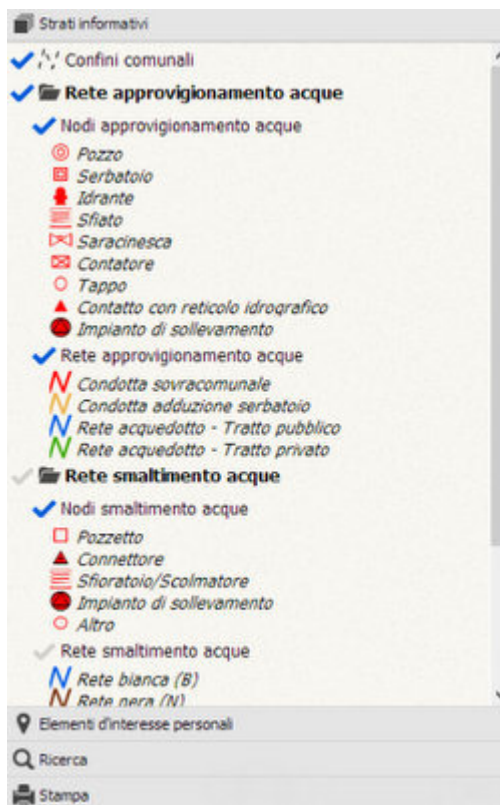 Strati informativi
Confini comunali
Rete approvigionamento acque
Nodi approvigionamento acque
Pozzo
Serbatoio
Idrante
Sfiato
Saracinesca
Contatore
Tappo
Contatto con reticolo idrografico
Impianto di sollevamento
Rete approvigionamento acque
Condotta sovracomunale
Condotta adduzione serbatoio
Rete acquedotto - Tratto pubblico
Rete acquedotto - Tratto privato
Rete smaltimento acque
Nodi smaltimento acque
Pozzetto
Connettore
Sfioratoio/Scolmatore
Impianto di sollevamento
Altro
Rete smaltimento acque
Rete bianca (B)
Rete nera (N)
Elementi d'interesse personali
Ricerca
Stampa